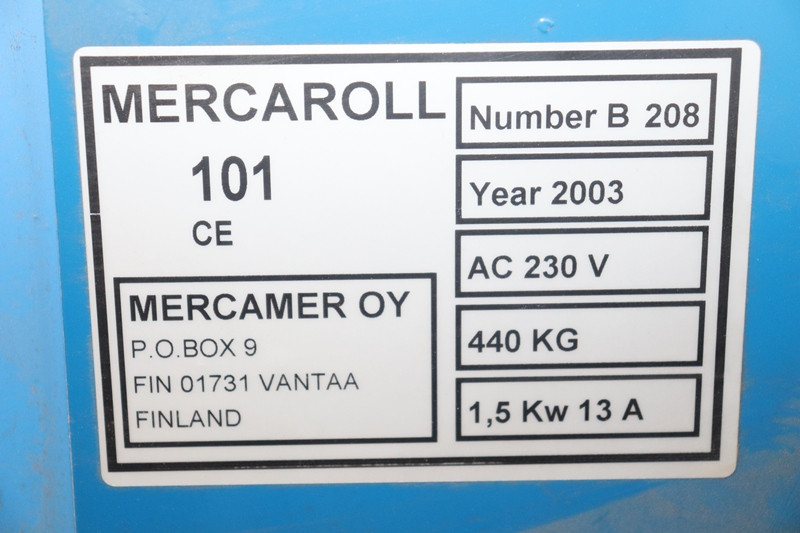 MERCAROLL
101
CE
MERCAMER OY
P.O.BOX 9
FIN 01731 VANTAA
FINLAND
Number B 208
Year 2003
AC 230 V
440 KG
1,5 Kw 13 A